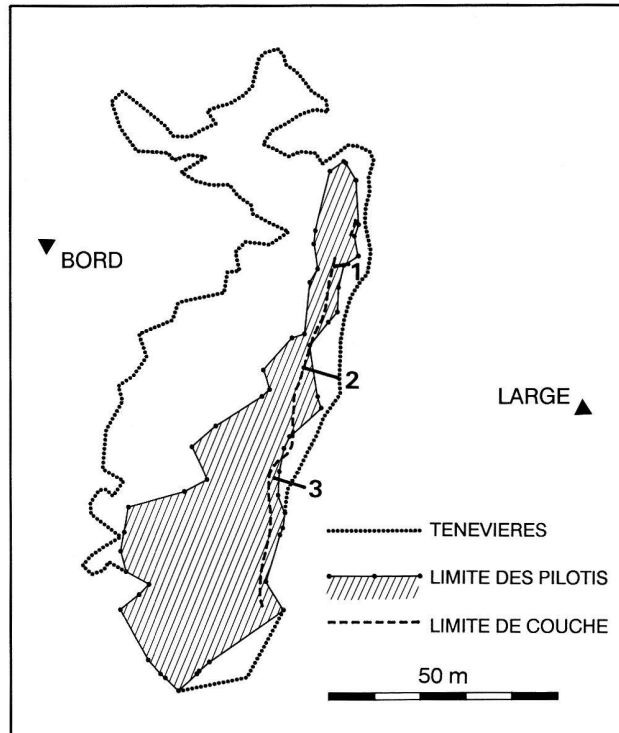 BORD
1
2
LARGE
3
TENEVIERES
LIMITE DES PILOTIS
LIMITE DE COUCHE
50 m